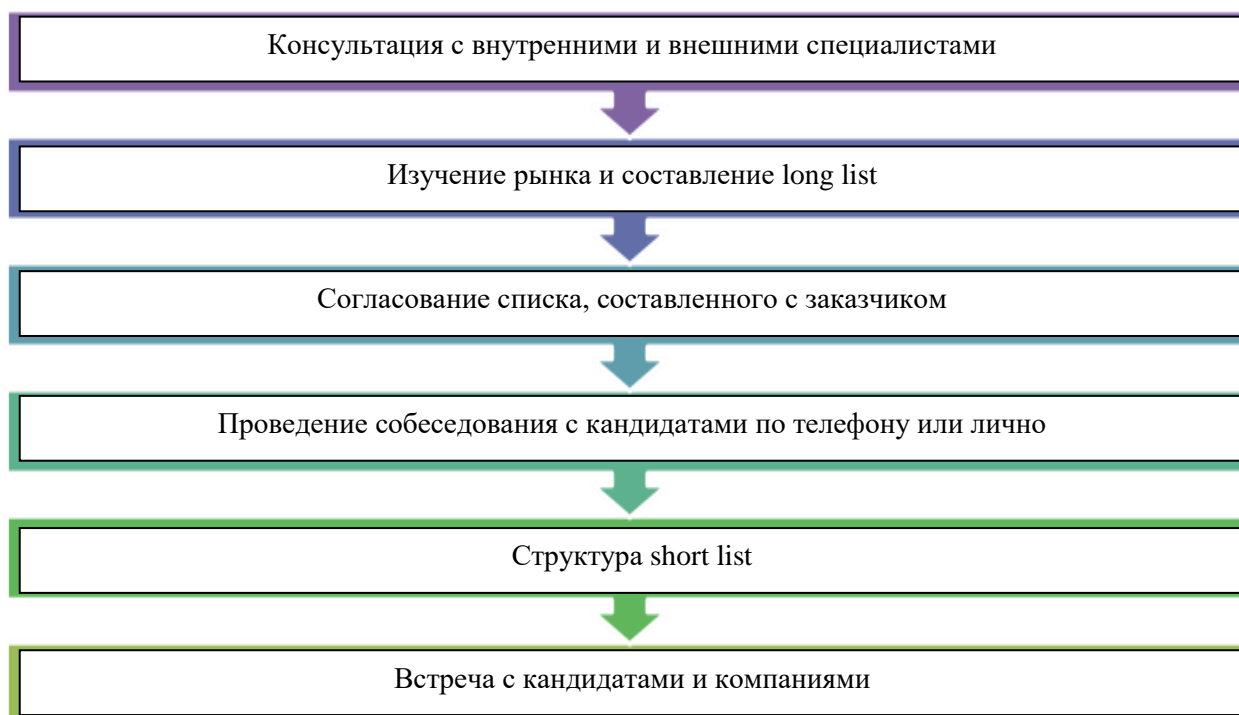 Консультация с внутренними и внешними специалистами
Изучение рынка и составление long list
Согласование списка, составленного с заказчиком
Проведение собеседования с кандидатами по телефону или лично
Структура short list
Встреча с кандидатами и компаниями